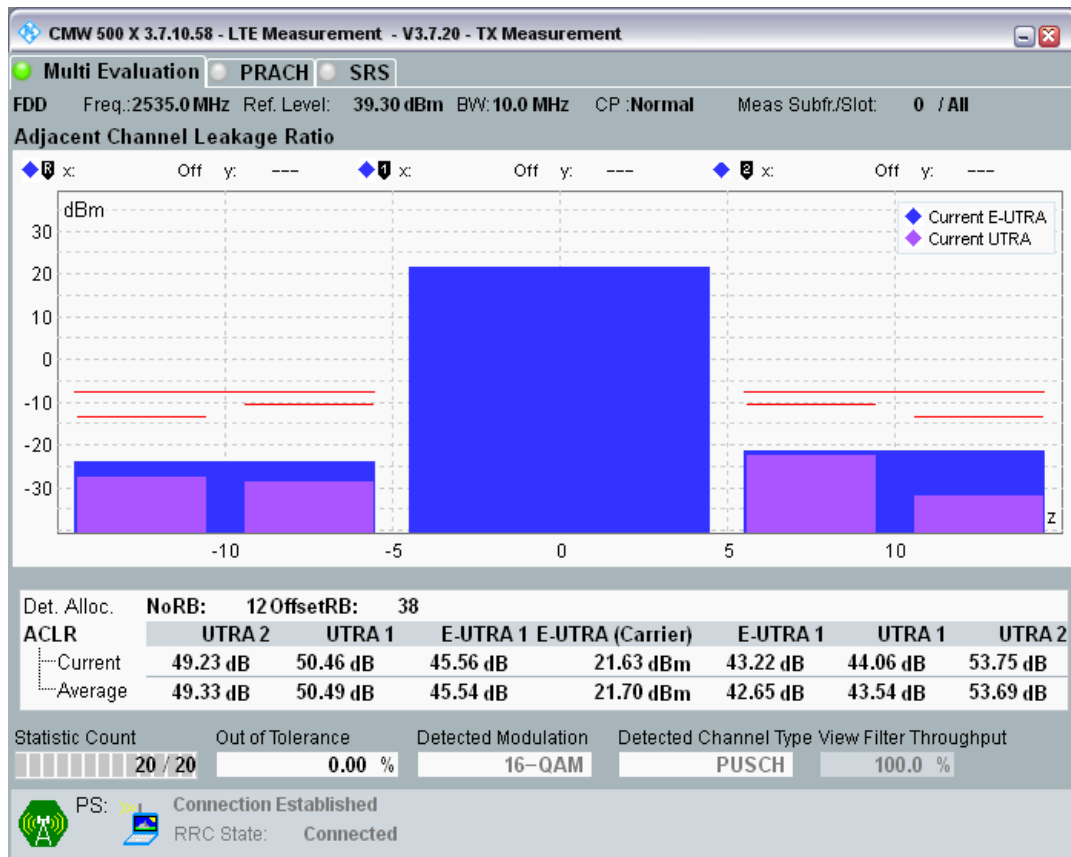 CMW 500 X 3.7.10.58 - LTE Measurement - V3.7.20 - TX Measurement
Multi Evaluation PRACH SRS
FDD Freq.:2535.0 MHz Ref. Level: 39.30 dBm BW: 10.0 MHz CP :Normal Meas Subfr./Slot: 0 / All
Adjacent Channel Leakage Ratio
R x: Off y: --- 1 x: Off y: --- 2 x: Off y: ---
dBm
Current E-UTRA
Current UTRA
30
20
10
0
-10
-20
-30
z
-10 -5 0 5 10
Det. Alloc. NoRB: 12 OffsetRB: 38
ACLR UTRA 2 UTRA 1 E-UTRA 1 E-UTRA (Carrier) E-UTRA 1 UTRA 1 UTRA 2
Current 49.23 dB 50.46 dB 45.56 dB 21.63 dBm 43.22 dB 44.06 dB 53.75 dB
Average 49.33 dB 50.49 dB 45.54 dB 21.70 dBm 42.65 dB 43.54 dB 53.69 dB
Statistic Count Out of Tolerance Detected Modulation Detected Channel Type View Filter Throughput
20 / 20 0.00 % 16-QAM PUSCH 100.0 %
PS: Connection Established
RRC State: Connected